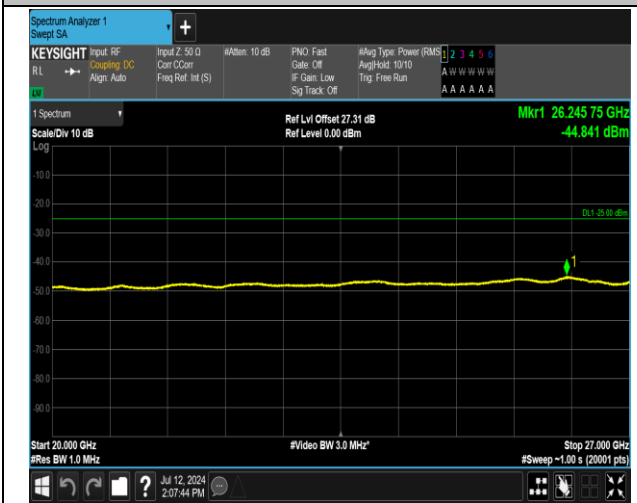 Spectrum Analyzer 1
Swept SA
+
KEYSIGHT Input: RF Input Z: 50 Ω #Atten: 10 dB PNO: Fast #Avg Type: Power (RMS 1 2 3 4 5 6
RL Coupling: DC Corr CCorr Gate: Off Avg|Hold: 10/10 A W W W W W
Align: Auto Freq Ref: Int (S) IF Gain: Low Trig: Free Run
LXI Sig Track: Off A A A A A A
1 Spectrum Ref Lvl Offset 27.31 dB Mkr1 26.245 75 GHz
Scale/Div 10 dB Ref Level 0.00 dBm -44.841 dBm
Log
-10.0
-20.0
DL1 -25.00 dBm
-30.0
-40.0
1
-50.0
-60.0
-70.0
-80.0
-90.0
Start 20.000 GHz #Video BW 3.0 MHz* Stop 27.000 GHz
#Res BW 1.0 MHz #Sweep ~1.00 s (20001 pts)
? Jul 12, 2024
2:07:44 PM